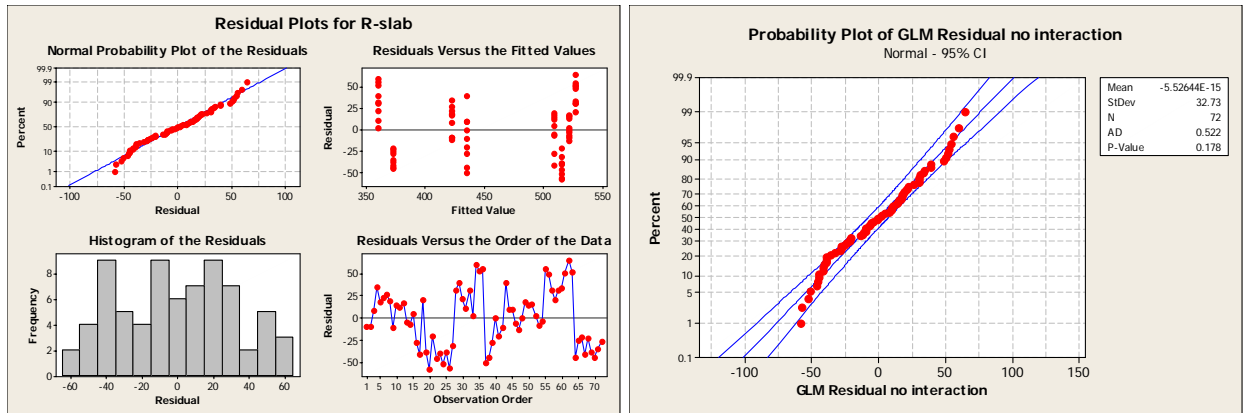 Residual Plots for R-slab
Normal Probability Plot of the Residuals
Percent
99.9
99
90
50
10
1
0.1
-100 -50 0 50 100
Residual
Residuals Versus the Fitted Values
Residual
50
25
0
-25
-50
350 400 450 500 550
Fitted Value
Histogram of the Residuals
Frequency
8
6
4
2
0
-60 -40 -20 0 20 40 60
Residual
Residuals Versus the Order of the Data
Residual
50
25
0
-25
-50
1 5 10 15 20 25 30 35 40 45 50 55 60 65 70
Observation Order
Probability Plot of GLM Residual no interaction
Normal - 95% CI
Percent
99.9
99
95
90
80
70
60
50
40
30
20
10
5
1
0.1
-100 -50 0 50 100 150
GLM Residual no interaction
Mean -5.52644E-15
StDev 32.73
N 72
AD 0.522
P-Value 0.178